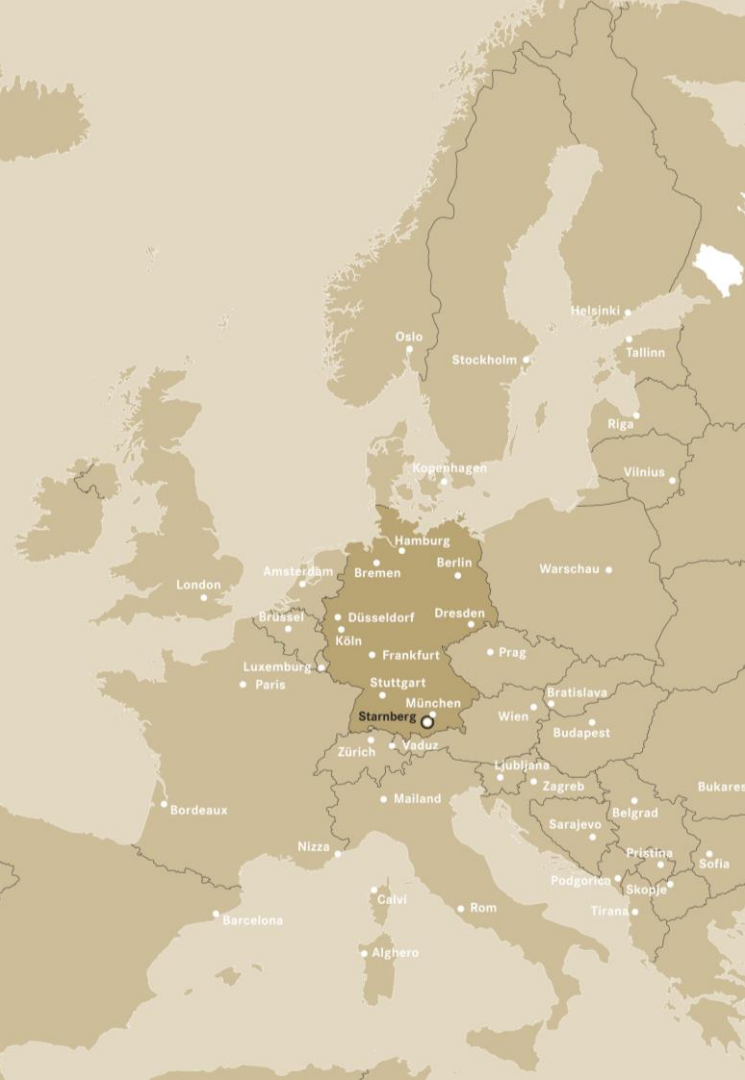 Helsinki
Oslo
Tallinn
Stockholm
Riga
Kopenhagen
Vilnius
Hamburg
Berlin
Warschau
Amsterdam
Bremen
London
Dresden
Brüssel
Düsseldorf
Köln
Prag
Frankfurt
Luxemburg
Paris
Stuttgart
Bratislava
München
Starnberg
Wien
Budapest
Zürich
Vaduz
Ljubljana
Zagreb
Bukares
Mailand
Bordeaux
Belgrad
Sarajevo
Nizza
Pristina
Sofia
Podgorica
Skopje
Calvi
Rom
Tirana
Barcelona
Alghero